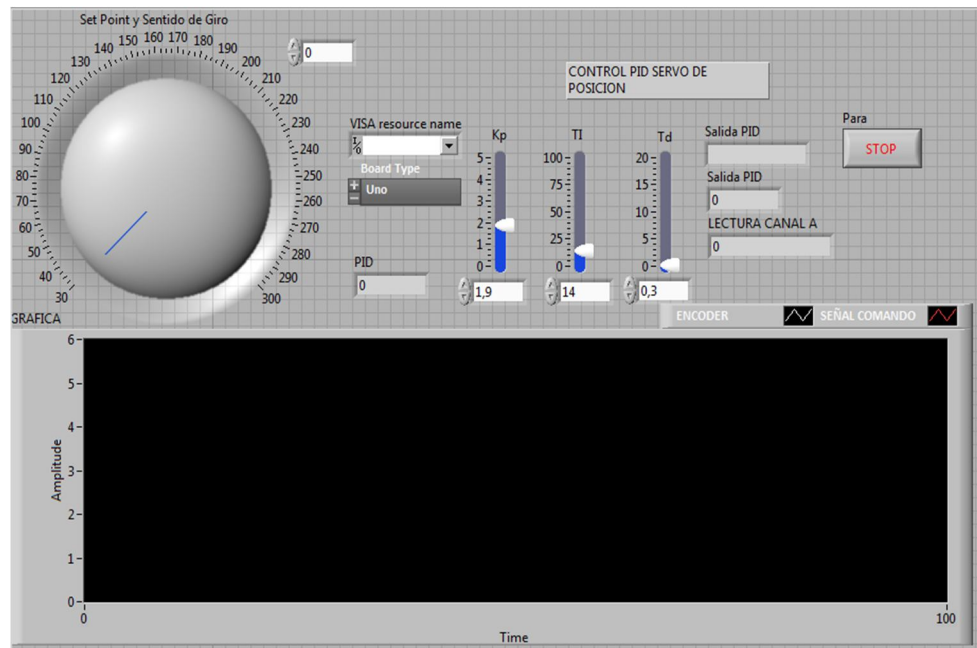 Set Point y Sentido de Giro
30 40 50 60 70 80 90 100 110 120 130 140 150 160 170 180 190 200 210 220 230 240 250 260 270 280 290 300
0
CONTROL PID SERVO DE
POSICION
VISA resource name
I/0
Board Type
Uno
PID
0
Kp
5
4
3
2
1
0
1,9
TI
100
75
50
25
0
14
Td
20
15
10
5
0
0,3
Salida PID
Salida PID
0
LECTURA CANAL A
0
Para
STOP
GRAFICA
ENCODER
SEÑAL COMANDO
Amplitude
6
5
4
3
2
1
0
0 100
Time